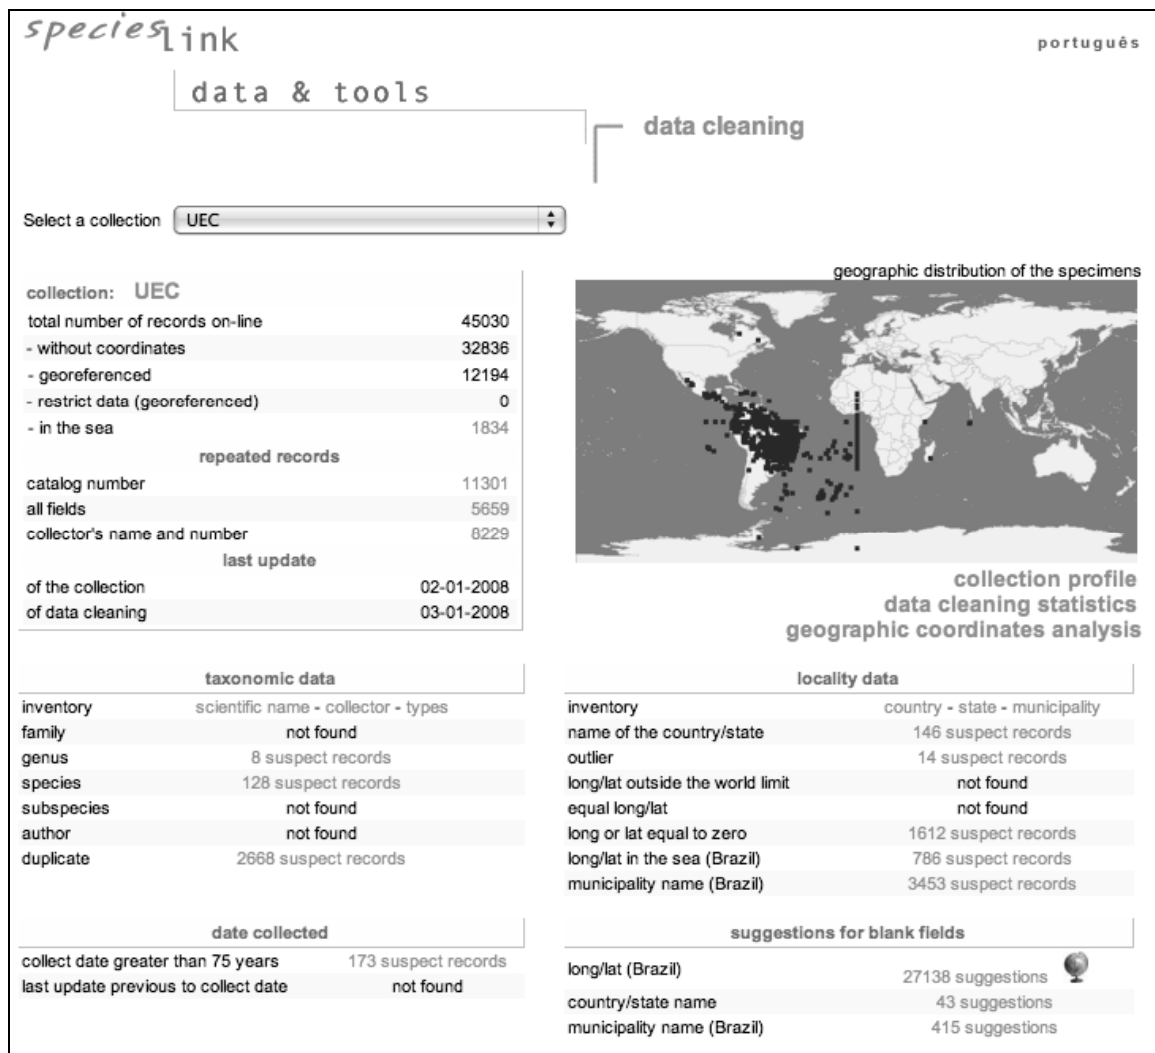 species link
português
data & tools
data cleaning
Select a collection UEC
geographic distribution of the specimens
collection: UEC
total number of records on-line 45030
- without coordinates 32836
- georeferenced 12194
- restrict data (georeferenced) 0
- in the sea 1834
repeated records
catalog number 11301
all fields 5659
collector's name and number 8229
last update
of the collection 02-01-2008
of data cleaning 03-01-2008
collection profile
data cleaning statistics
geographic coordinates analysis
taxonomic data
inventory scientific name - collector - types
family not found
genus 8 suspect records
species 128 suspect records
subspecies not found
author not found
duplicate 2668 suspect records
locality data
inventory country - state - municipality
name of the country/state 146 suspect records
outlier 14 suspect records
long/lat outside the world limit not found
equal long/lat not found
long or lat equal to zero 1612 suspect records
long/lat in the sea (Brazil) 786 suspect records
municipality name (Brazil) 3453 suspect records
date collected
collect date greater than 75 years 173 suspect records
last update previous to collect date not found
suggestions for blank fields
long/lat (Brazil) 27138 suggestions
country/state name 43 suggestions
municipality name (Brazil) 415 suggestions